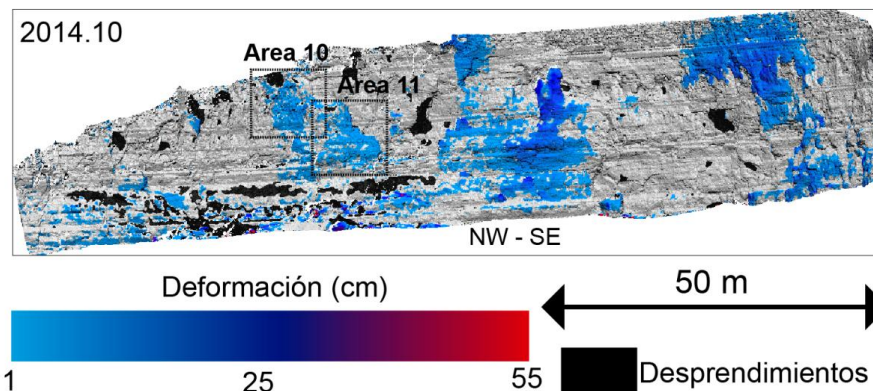 2014.10
Area 10
Area 11
NW - SE
Deformación (cm)
50 m
1
25
55
Desprendimientos